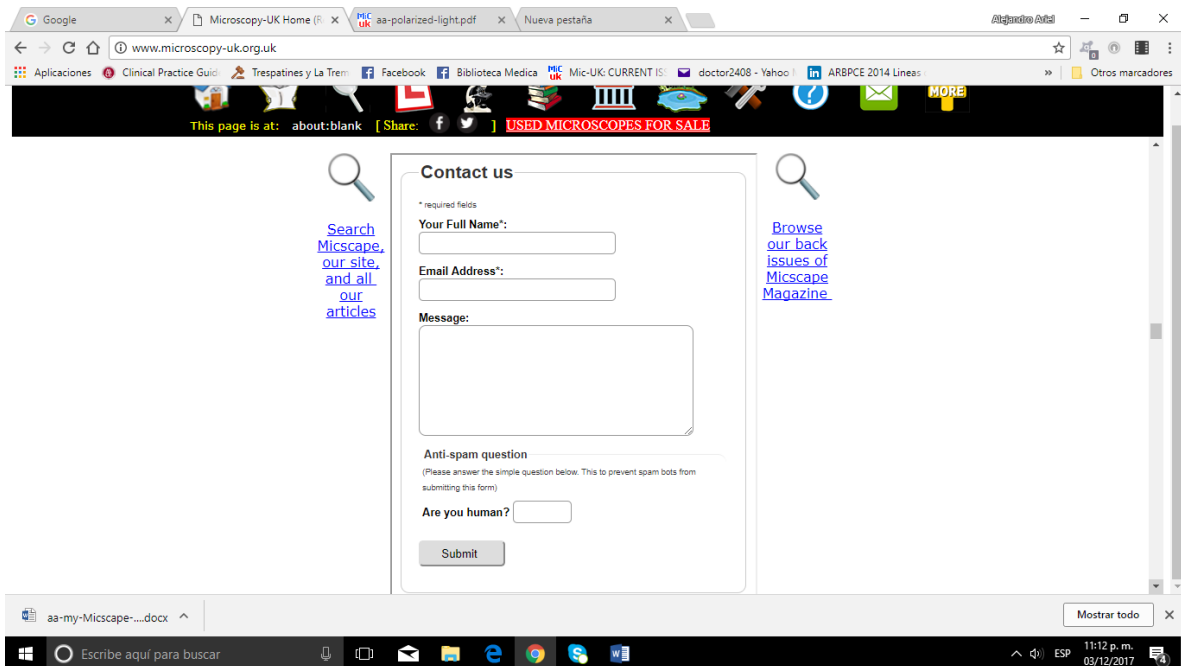 Google
Microscopy-UK Home (R
aa-polarized-light.pdf
Nueva pestaña
Alejandro Ariel
www.microscopy-uk.org.uk
Aplicaciones
Clinical Practice Guid
Trespatines y La Trem
Facebook
Biblioteca Medica
Mic-UK: CURRENT IS
doctor2408 - Yahoo
ARBPCE 2014 Lineas
»
Otros marcadores
MORE
This page is at: about:blank [ Share: ] USED MICROSCOPES FOR SALE
Search
Micscape,
our site,
and all
our
articles
Contact us
* required fields
Your Full Name*:
Email Address*:
Message:
Anti-spam question
(Please answer the simple question below. This to prevent spam bots from
submitting this form)
Are you human?
Submit
Browse
our back
issues of
Micscape
Magazine
aa-my-Micscape-....docx
Mostrar todo
Escribe aquí para buscar
ESP
11:12 p. m.
03/12/2017